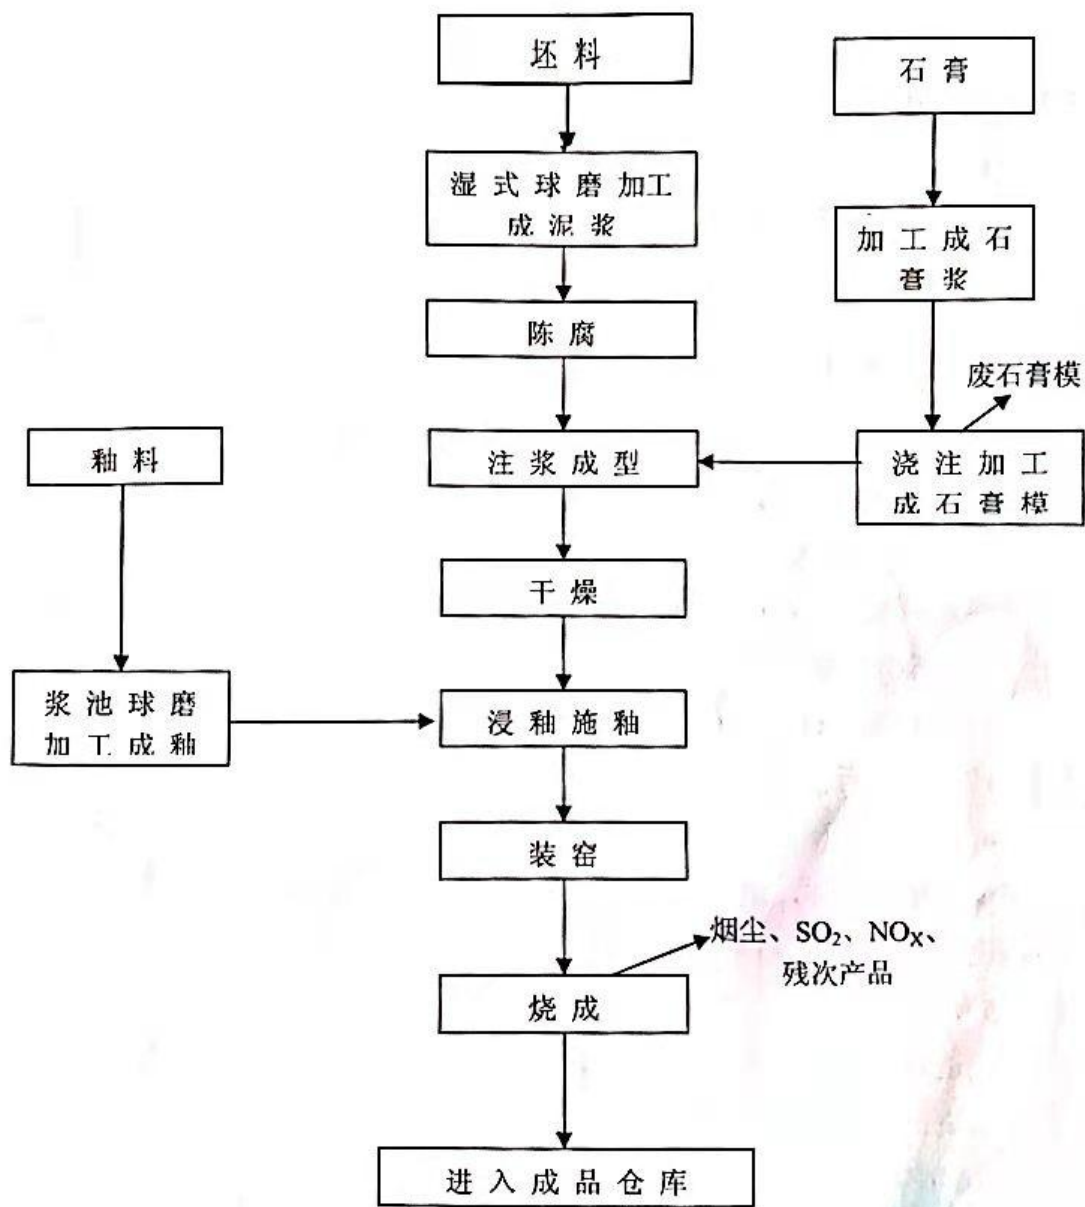 坯料
石膏
湿式球磨加工
成泥浆
加工成石
膏浆
陈腐
废石膏模
釉料
注浆成型
浇注加工
成石膏模
干燥
浆池球磨
加工成釉
浸釉施釉
装窑
烟尘、SO₂、NOX、
残次产品
烧成
进入成品仓库